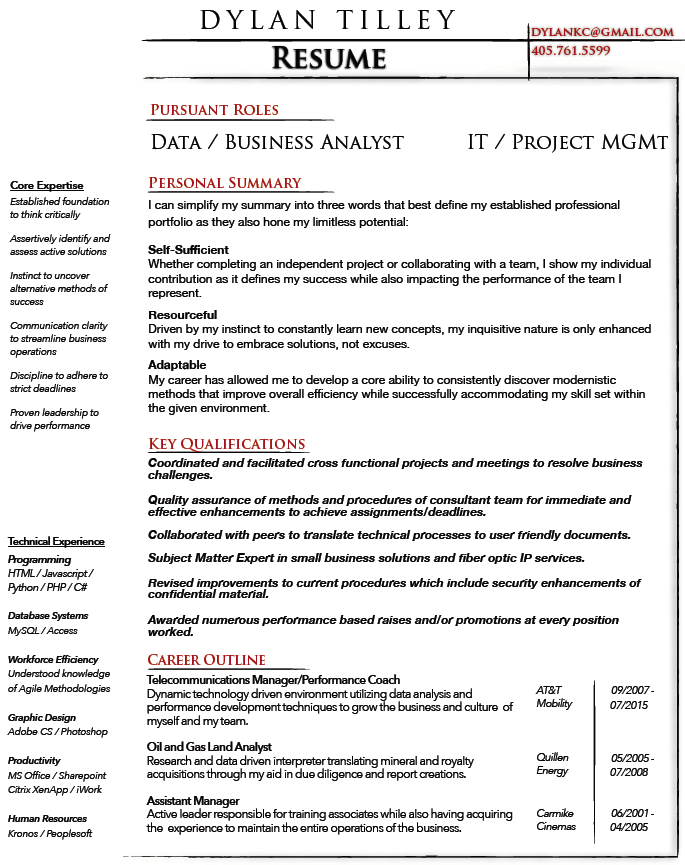 DYLAN TILLEY
RESUME
DYLANKC@GMAIL.COM
405.761.5599
PURSUANT ROLES
DATA / BUSINESS ANALYST IT / PROJECT MGMT
Core Expertise
Established foundation
to think critically
Assertively identify and
assess active solutions
Instinct to uncover
alternative methods of
success
Communication clarity
to streamline business
operations
Discipline to adhere to
strict deadlines
Proven leadership to
drive performance
PERSONAL SUMMARY
I can simplify my summary into three words that best define my established professional
portfolio as they also hone my limitless potential:
Self-Sufficient
Whether completing an independent project or collaborating with a team, I show my individual
contribution as it defines my success while also impacting the performance of the team I
represent.
Resourceful
Driven by my instinct to constantly learn new concepts, my inquisitive nature is only enhanced
with my drive to embrace solutions, not excuses.
Adaptable
My career has allowed me to develop a core ability to consistently discover modernistic
methods that improve overall efficiency while successfully accommodating my skill set within
the given environment.
KEY QUALIFICATIONS
Coordinated and facilitated cross functional projects and meetings to resolve business
challenges.
Quality assurance of methods and procedures of consultant team for immediate and
effective enhancements to achieve assignments/deadlines.
Collaborated with peers to translate technical processes to user friendly documents.
Subject Matter Expert in small business solutions and fiber optic IP services.
Revised improvements to current procedures which include security enhancements of
confidential material.
Awarded numerous performance based raises and/or promotions at every position
worked.
Technical Experience
Programming
HTML / Javascript /
Python / PHP / C#
Database Systems
MySQL / Access
Workforce Efficiency
Understood knowledge
of Agile Methodologies
Graphic Design
Adobe CS / Photoshop
Productivity
MS Office / Sharepoint
Citrix XenApp / iWork
Human Resources
Kronos / Peoplesoft
CAREER OUTLINE
Telecommunications Manager/Performance Coach
Dynamic technology driven environment utilizing data analysis and
performance development techniques to grow the business and culture of
myself and my team.
AT&T
Mobility
09/2007 -
07/2015
Oil and Gas Land Analyst
Research and data driven interpreter translating mineral and royalty
acquisitions through my aid in due diligence and report creations.
Quillen
Energy
05/2005 -
07/2008
Assistant Manager
Active leader responsible for training associates while also having acquiring
the experience to maintain the entire operations of the business.
Carmike
Cinemas
06/2001 -
04/2005